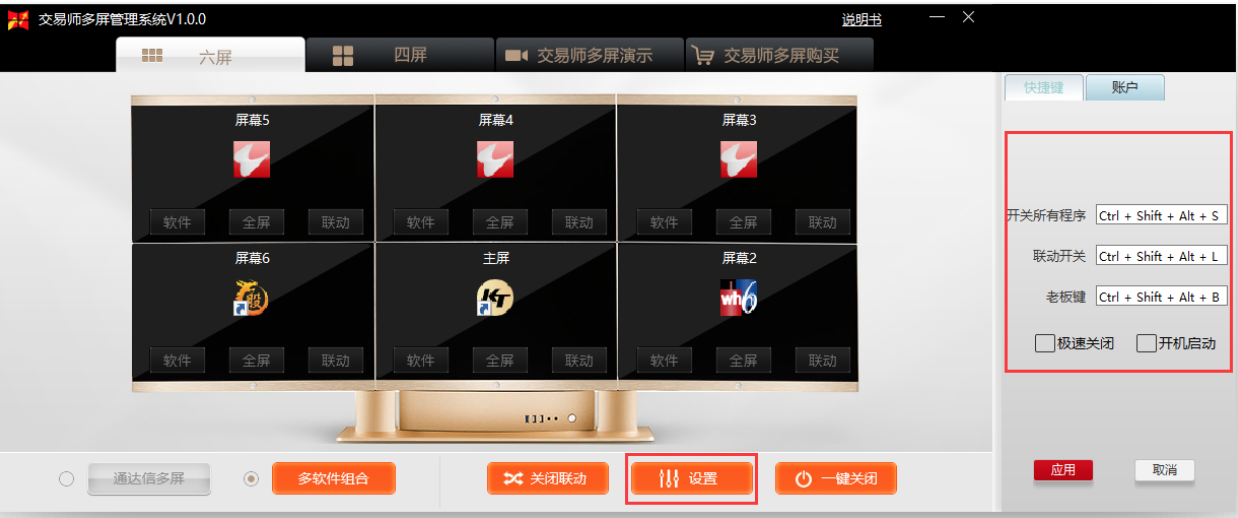 交易师多屏管理系统V1.0.0
说明书
六屏
四屏
交易师多屏演示
交易师多屏购买
快捷键
账户
屏幕5
屏幕4
屏幕3
软件 全屏 联动
软件 全屏 联动
软件 全屏 联动
屏幕6
主屏
屏幕2
股
KT
wh6
软件 全屏 联动
软件 全屏 联动
软件 全屏 联动
开关所有程序 Ctrl + Shift + Alt + S
联动开关 Ctrl + Shift + Alt + L
老板键 Ctrl + Shift + Alt + B
极速关闭 开机启动
通达信多屏
多软件组合
关闭联动
设置
一键关闭
应用
取消